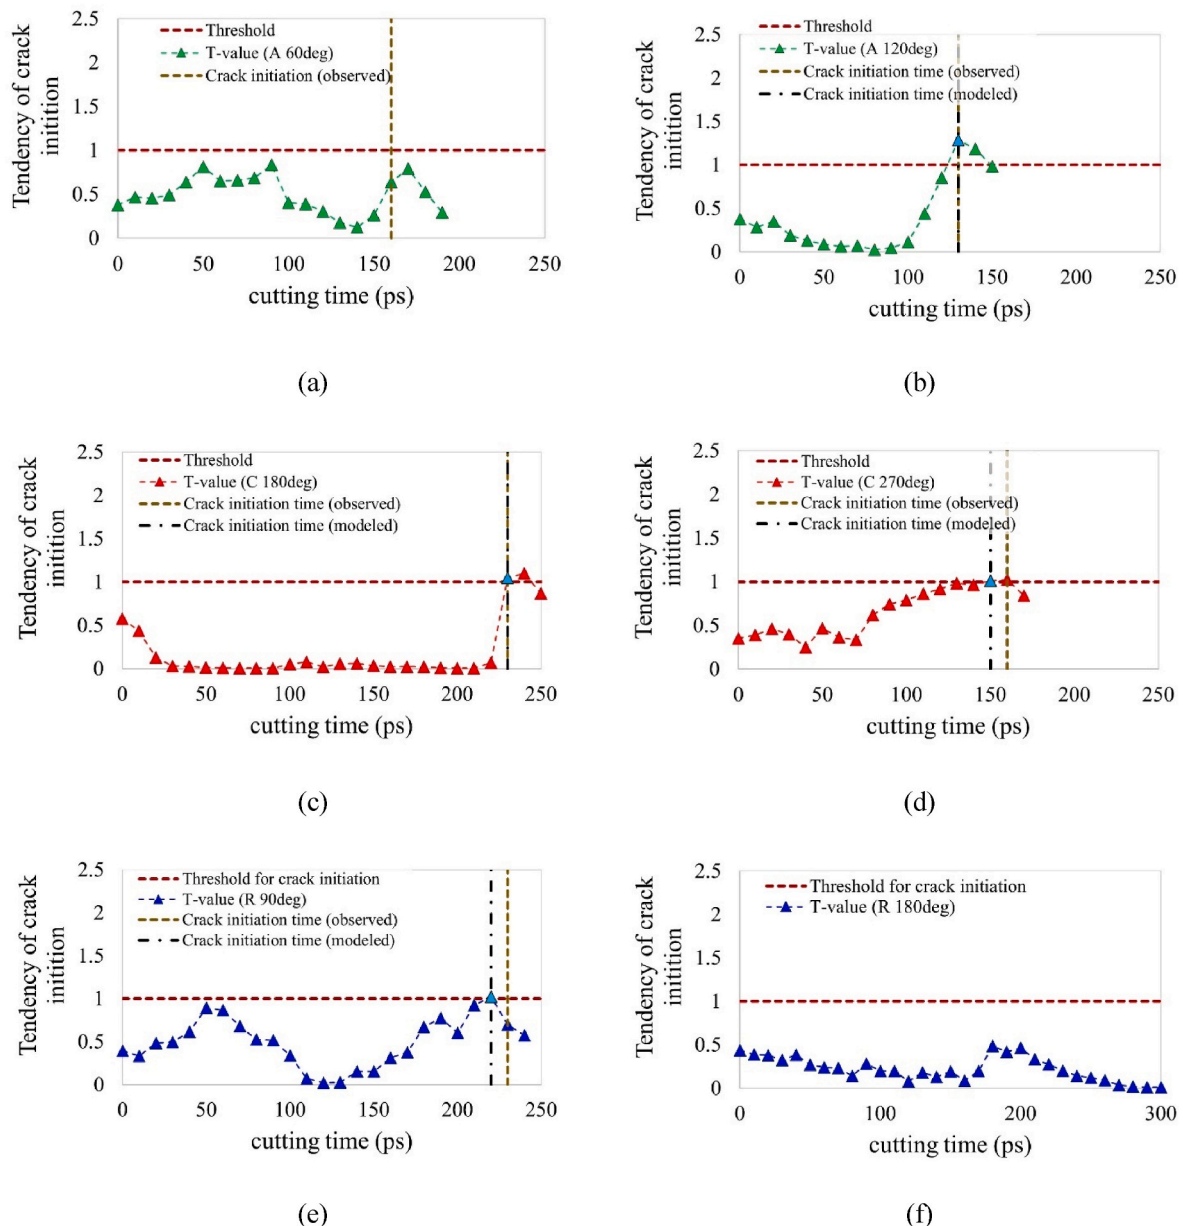 2.5
2
1.5
1
0.5
0
Tendency of crack
initition
Threshold
T-value (A 60deg)
Crack initiation (observed)
0 50 100 150 200 250
cutting time (ps)
(a)
2.5
2
1.5
1
0.5
0
Tendency of crack
initition
Threshold
T-value (A 120deg)
Crack initiation time (observed)
Crack initiation time (modeled)
0 50 100 150 200 250
cutting time (ps)
(b)
2.5
2
1.5
1
0.5
0
Tendency of crack
initition
Threshold
T-value (C 180deg)
Crack initiation time (observed)
Crack initiation time (modeled)
0 50 100 150 200 250
cutting time (ps)
(c)
2.5
2
1.5
1
0.5
0
Tendency of crack
initition
Threshold
T-value (C 270deg)
Crack initiation time (observed)
Crack initiation time (modeled)
0 50 100 150 200 250
cutting time (ps)
(d)
2.5
2
1.5
1
0.5
0
Tendency of crack
initition
Threshold for crack initiation
T-value (R 90deg)
Crack initiation time (observed)
Crack initiation time (modeled)
0 50 100 150 200 250
cutting time (ps)
(e)
2.5
2
1.5
1
0.5
0
Tendency of crack
initition
Threshold for crack initiation
T-value (R 180deg)
0 100 200 300
cutting time (ps)
(f)